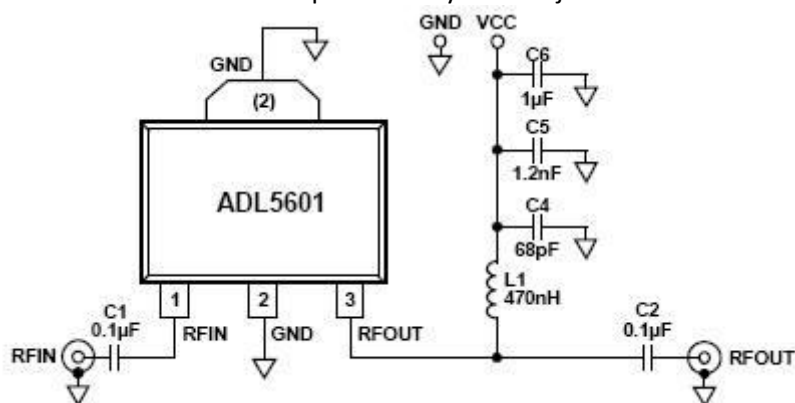 GND VCC
GND
(2)
C6
1µF
C5
1.2nF
C4
68pF
ADL5601
L1
470nH
1 2 3
C1
0.1µF
C2
0.1µF
RFIN
RFIN
GND
RFOUT
RFOUT